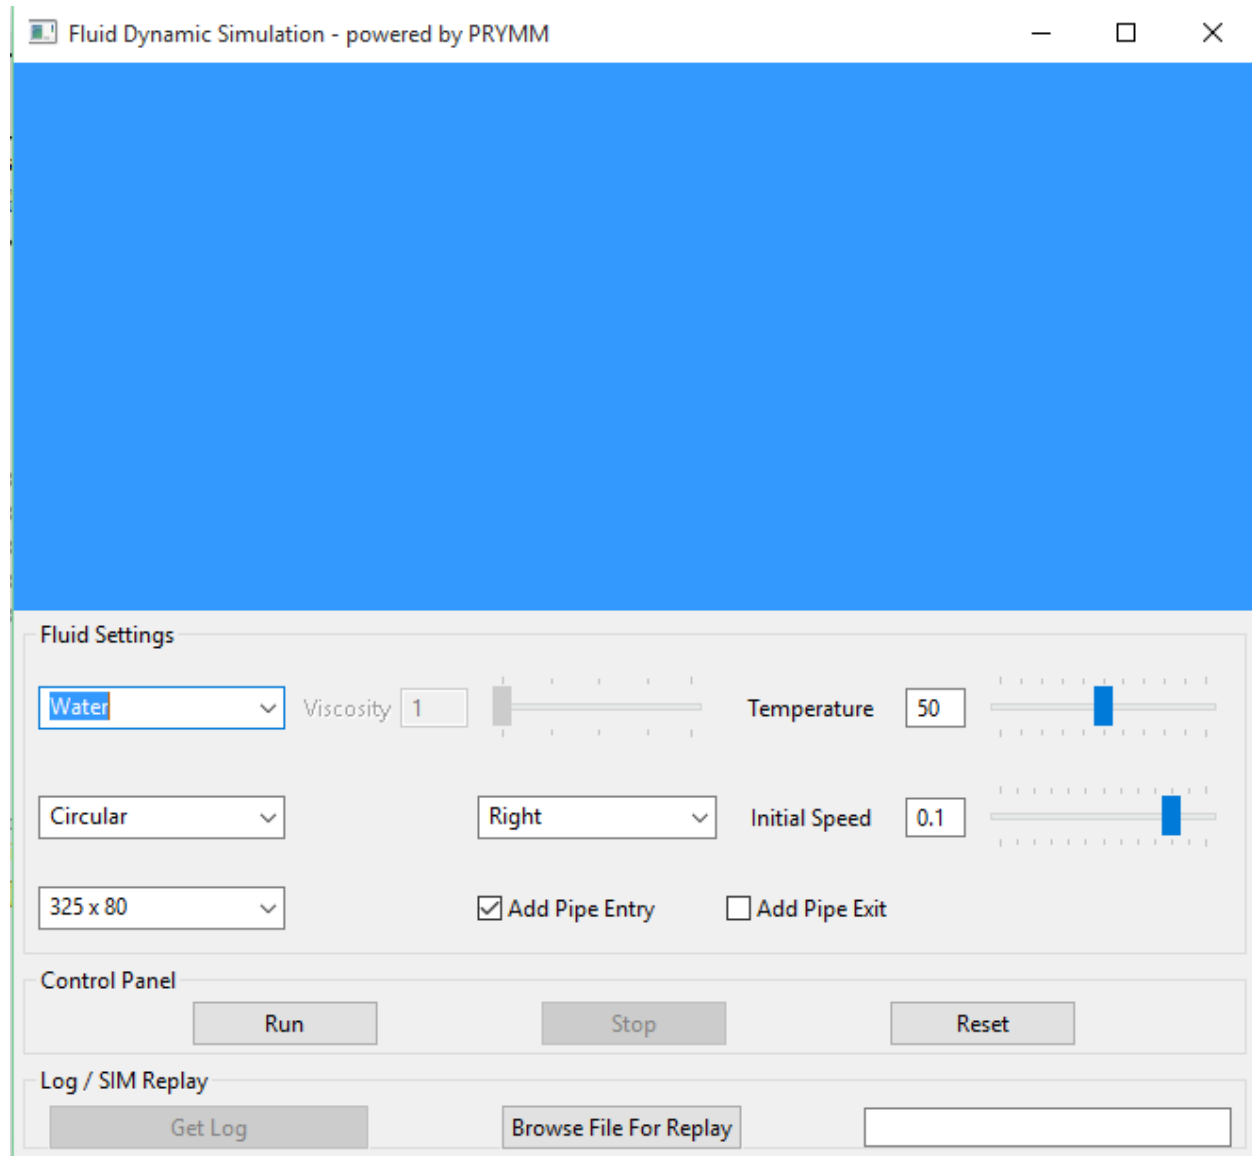 Fluid Dynamic Simulation - powered by PRYMM
Fluid Settings
Water Viscosity 1 Temperature 50
Circular Right Initial Speed 0.1
325 x 80 Add Pipe Entry Add Pipe Exit
Control Panel
Run Stop Reset
Log / SIM Replay
Get Log Browse File For Replay